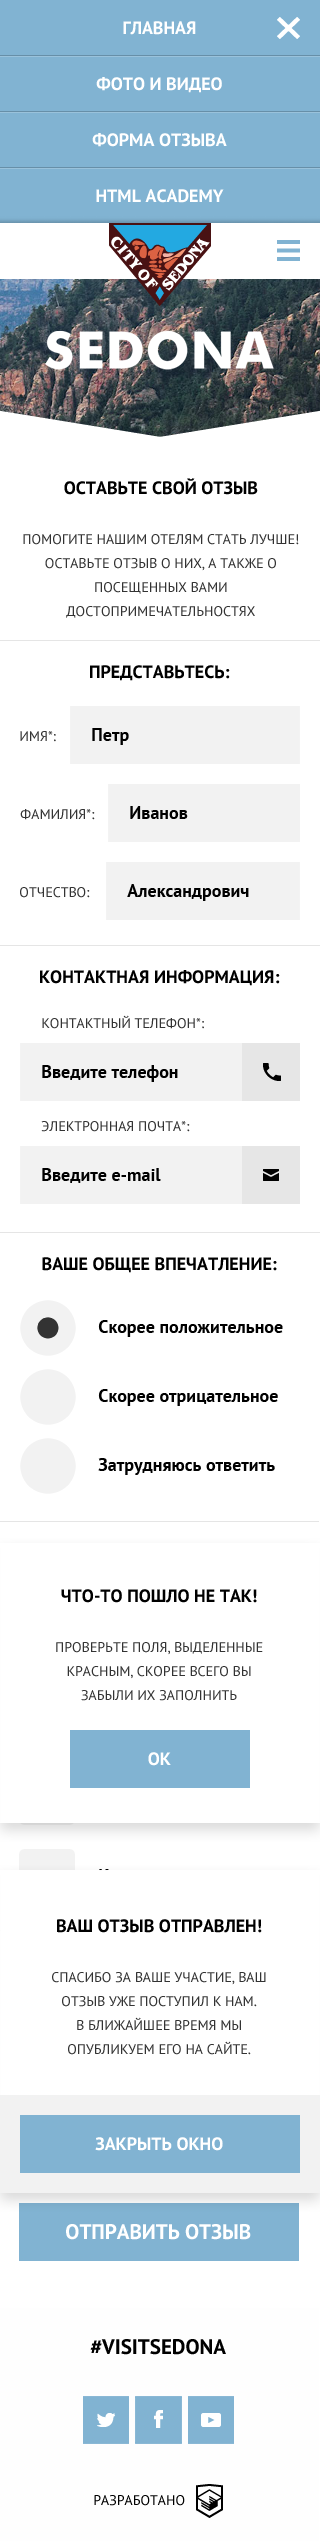 ГЛАВНАЯ
ФОТО И ВИДЕО
ФОРМА ОТЗЫВА
HTML ACADEMY
CITY OF SEDONA
SEDONA
ОСТАВЬТЕ СВОЙ ОТЗЫВ
ПОМОГИТЕ НАШИМ ОТЕЛЯМ СТАТЬ ЛУЧШЕ!
ОСТАВЬТЕ ОТЗЫВ О НИХ, А ТАКЖЕ О
ПОСЕЩЕННЫХ ВАМИ
ДОСТОПРИМЕЧАТЕЛЬНОСТЯХ
ПРЕДСТАВЬТЕСЬ:
ИМЯ*: Петр
ФАМИЛИЯ*: Иванов
ОТЧЕСТВО: Александрович
КОНТАКТНАЯ ИНФОРМАЦИЯ:
КОНТАКТНЫЙ ТЕЛЕФОН*:
Введите телефон
ЭЛЕКТРОННАЯ ПОЧТА*:
Введите e-mail
ВАШЕ ОБЩЕЕ ВПЕЧАТЛЕНИЕ:
Скорее положительное
Скорее отрицательное
Затрудняюсь ответить
ЧТО-ТО ПОШЛО НЕ ТАК!
ПРОВЕРЬТЕ ПОЛЯ, ВЫДЕЛЕННЫЕ
КРАСНЫМ, СКОРЕЕ ВСЕГО ВЫ
ЗАБЫЛИ ИХ ЗАПОЛНИТЬ
ОК
ВАШ ОТЗЫВ ОТПРАВЛЕН!
СПАСИБО ЗА ВАШЕ УЧАСТИЕ, ВАШ
ОТЗЫВ УЖЕ ПОСТУПИЛ К НАМ.
В БЛИЖАЙШЕЕ ВРЕМЯ МЫ
ОПУБЛИКУЕМ ЕГО НА САЙТЕ.
ЗАКРЫТЬ ОКНО
ОТПРАВИТЬ ОТЗЫВ
#VISITSEDONA
РАЗРАБОТАНО